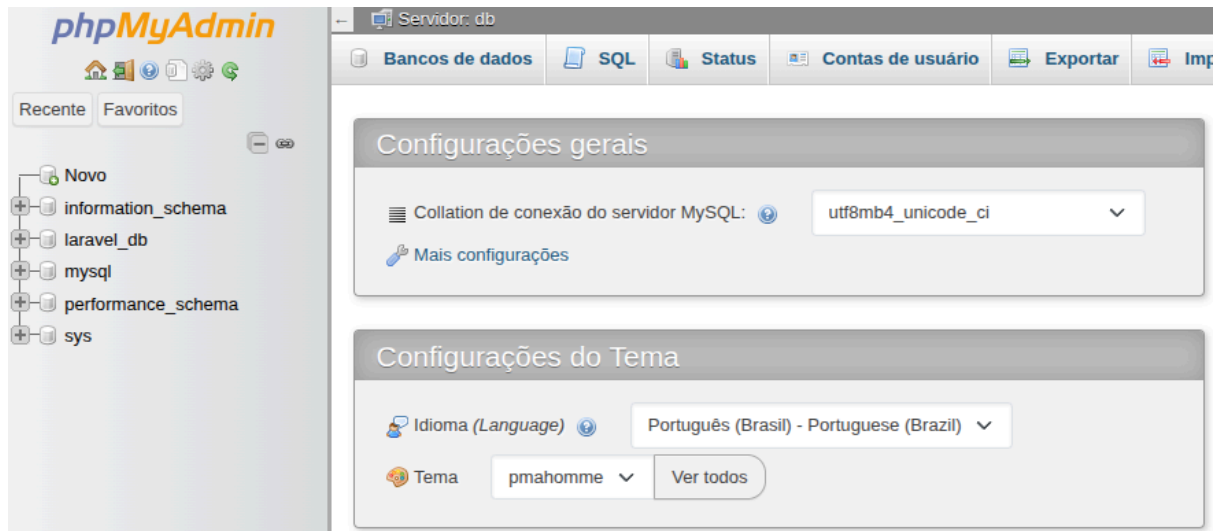 phpMyAdmin
Recente Favoritos
Novo
information_schema
laravel_db
mysql
performance_schema
sys
Servidor: db
Bancos de dados SQL Status Contas de usuário Exportar Imp
Configurações gerais
Collation de conexão do servidor MySQL: utf8mb4_unicode_ci
Mais configurações
Configurações do Tema
Idioma (Language) Português (Brasil) - Portuguese (Brazil)
Tema pmahomme Ver todos